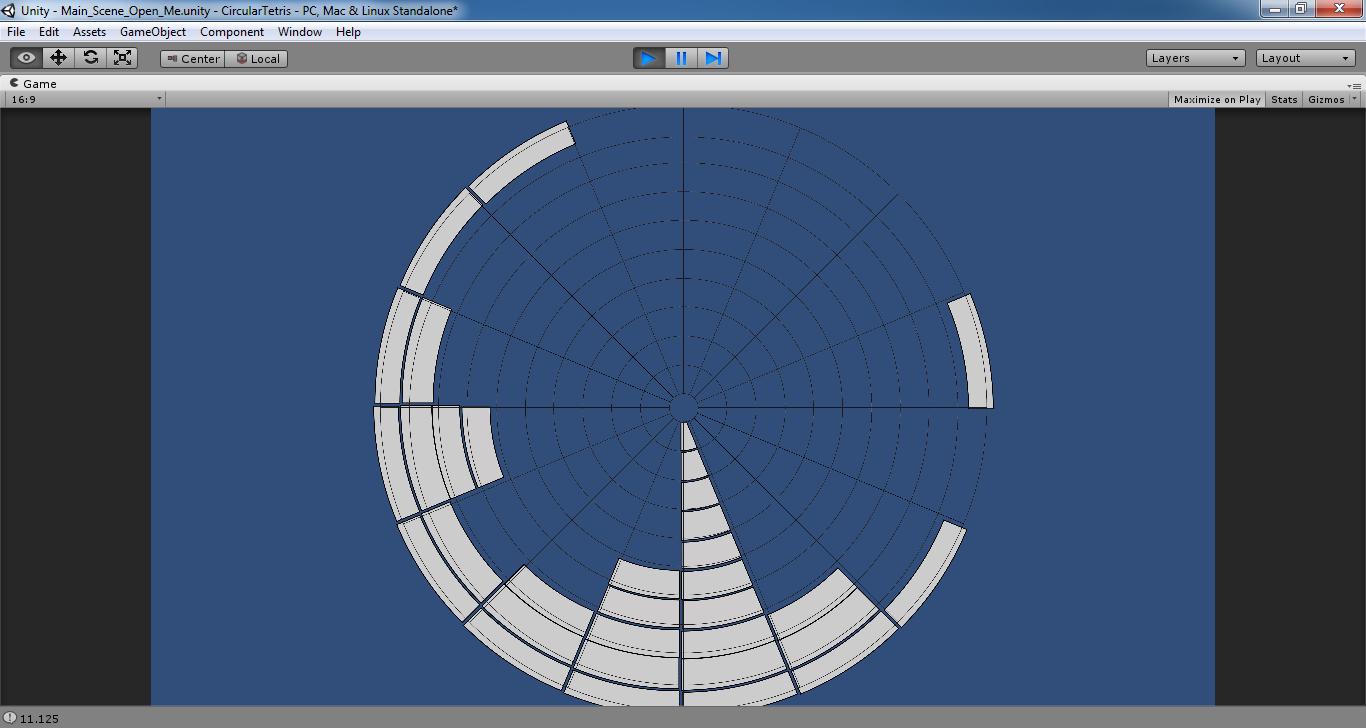 Unity - Main_Scene_Open_Me.unity - CircularTetris - PC, Mac & Linux Standalone*
File Edit Assets GameObject Component Window Help
Center Local Layers Layout
Game
16:9 Maximize on Play Stats Gizmos
11.125